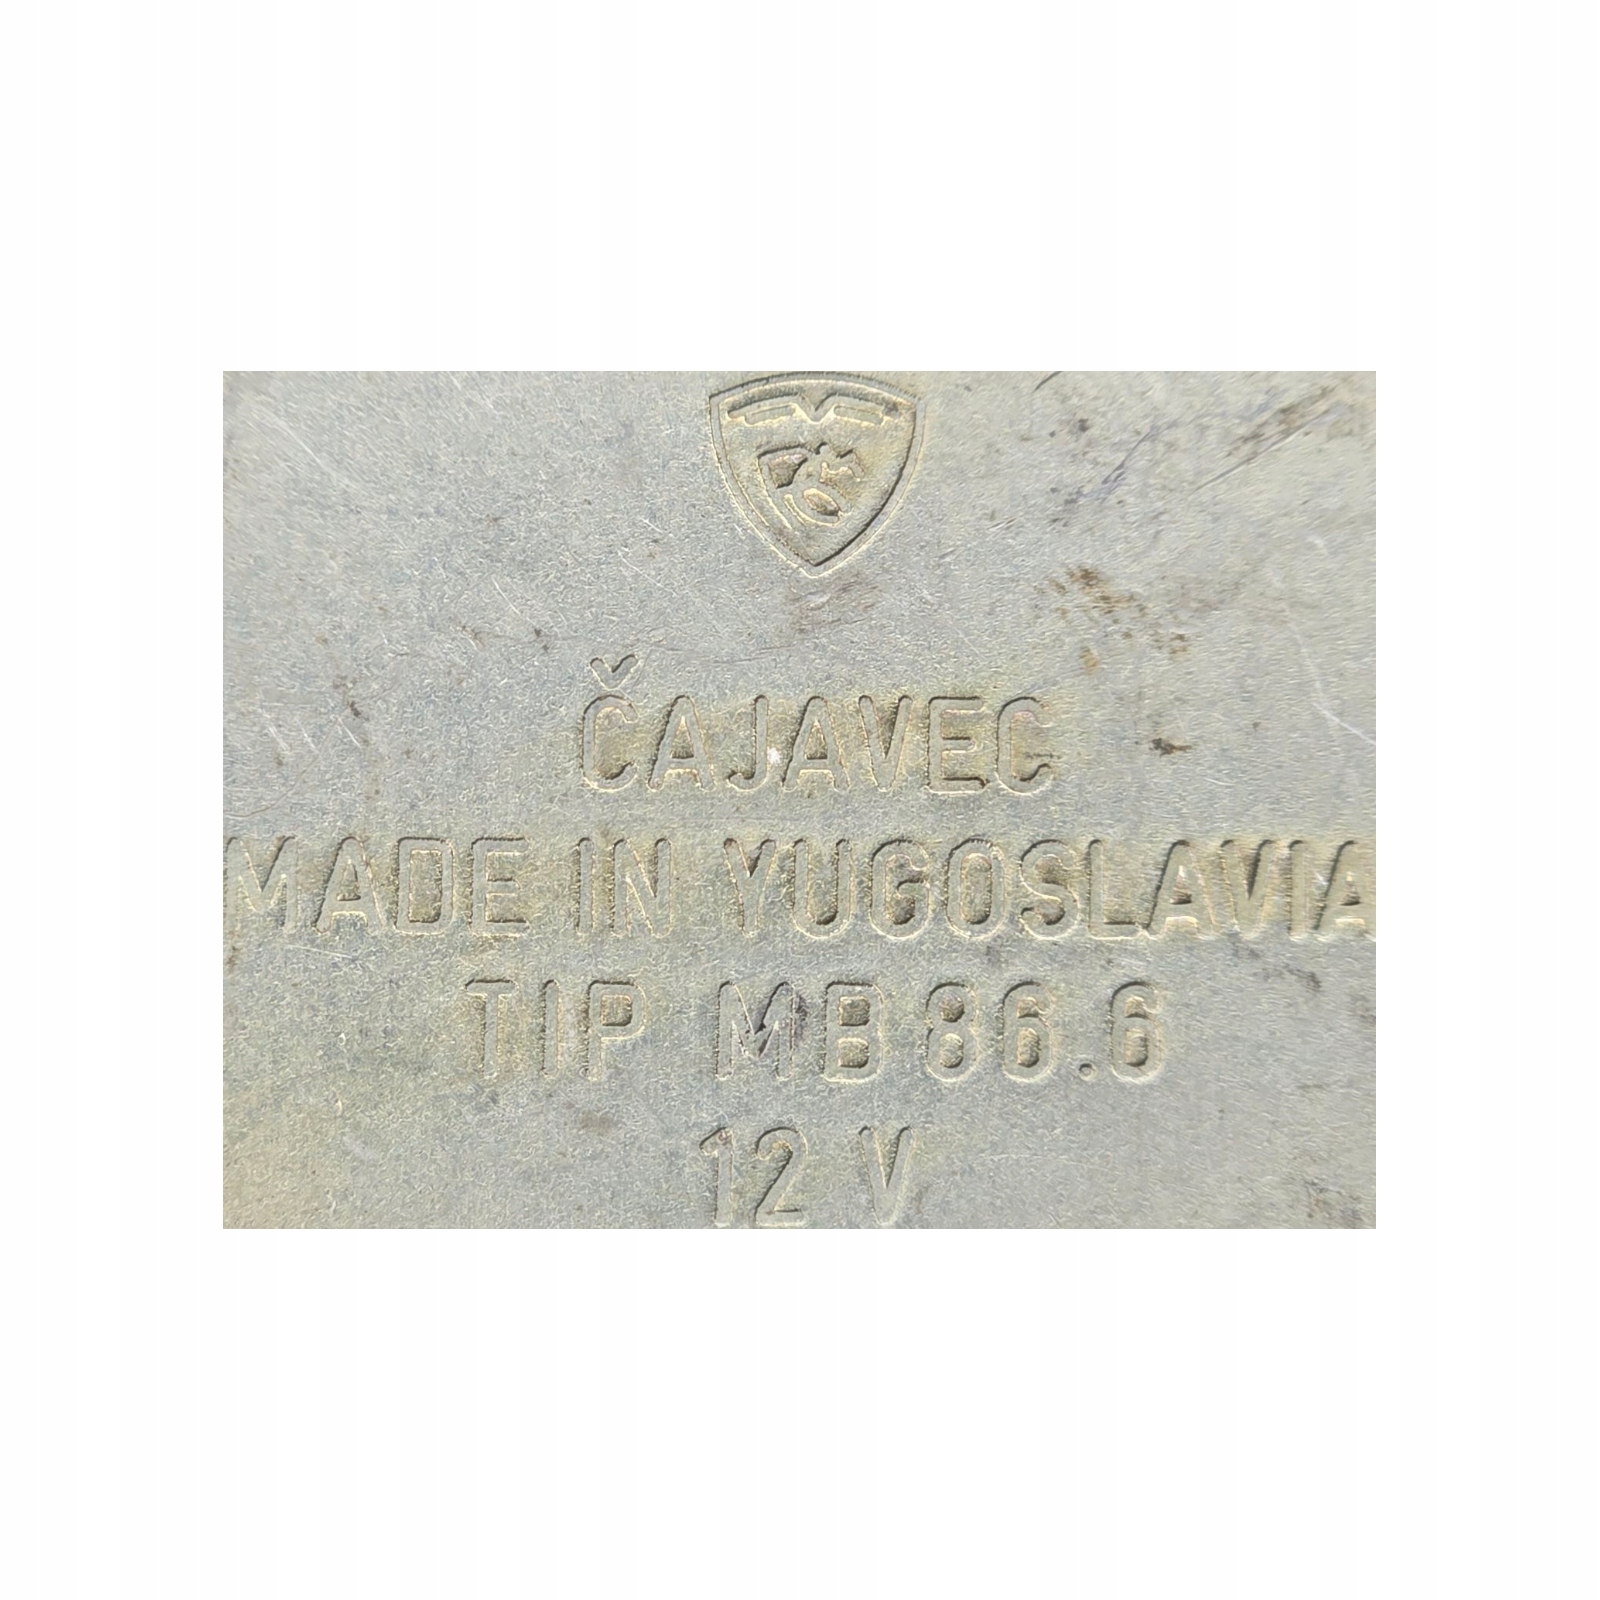 ČAJAVEC
MADE IN YUGOSLAVIA
TIP MB 86.6
12 V